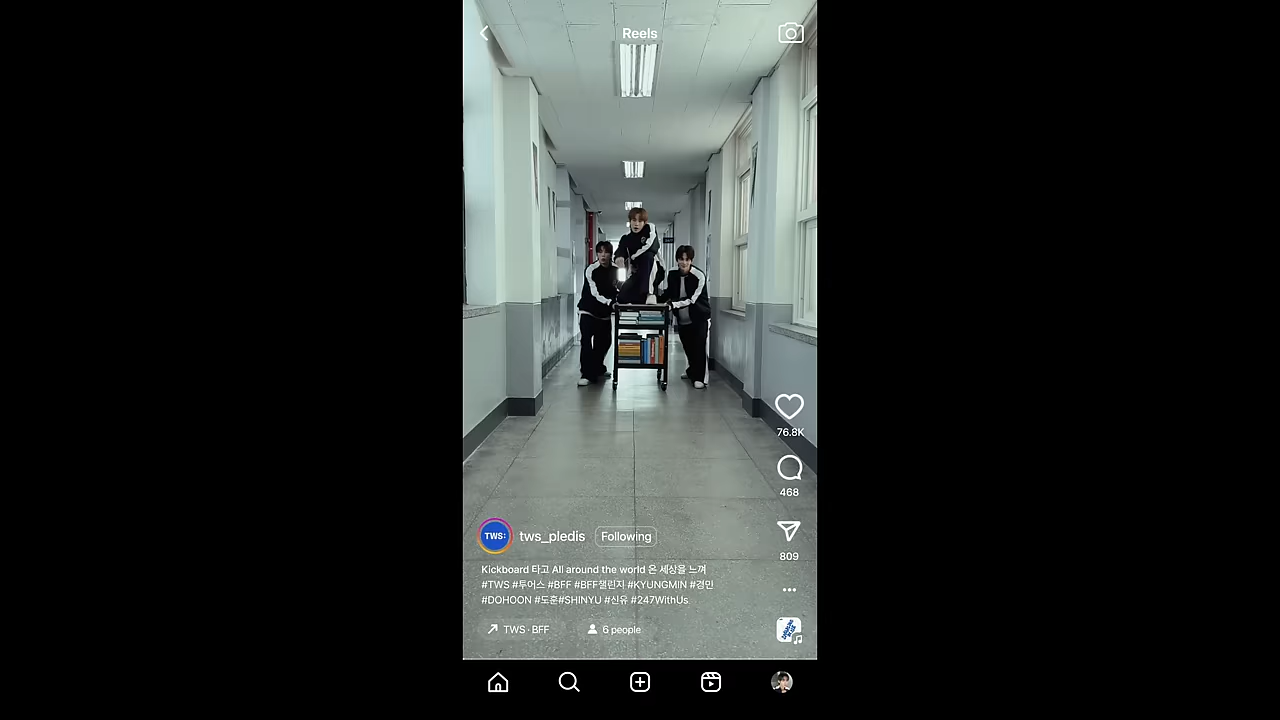 Reels
76.8K
468
809
TWS:
tws_pledis
Following
Kickboard 타고 All around the world 온 세상을 느껴
#TWS #투어스 #BFF #BFF챌린지 #KYUNGMIN #경민
#DOHOON #도훈#SHINYU #신유 #247WithUs
TWS · BFF
6 people